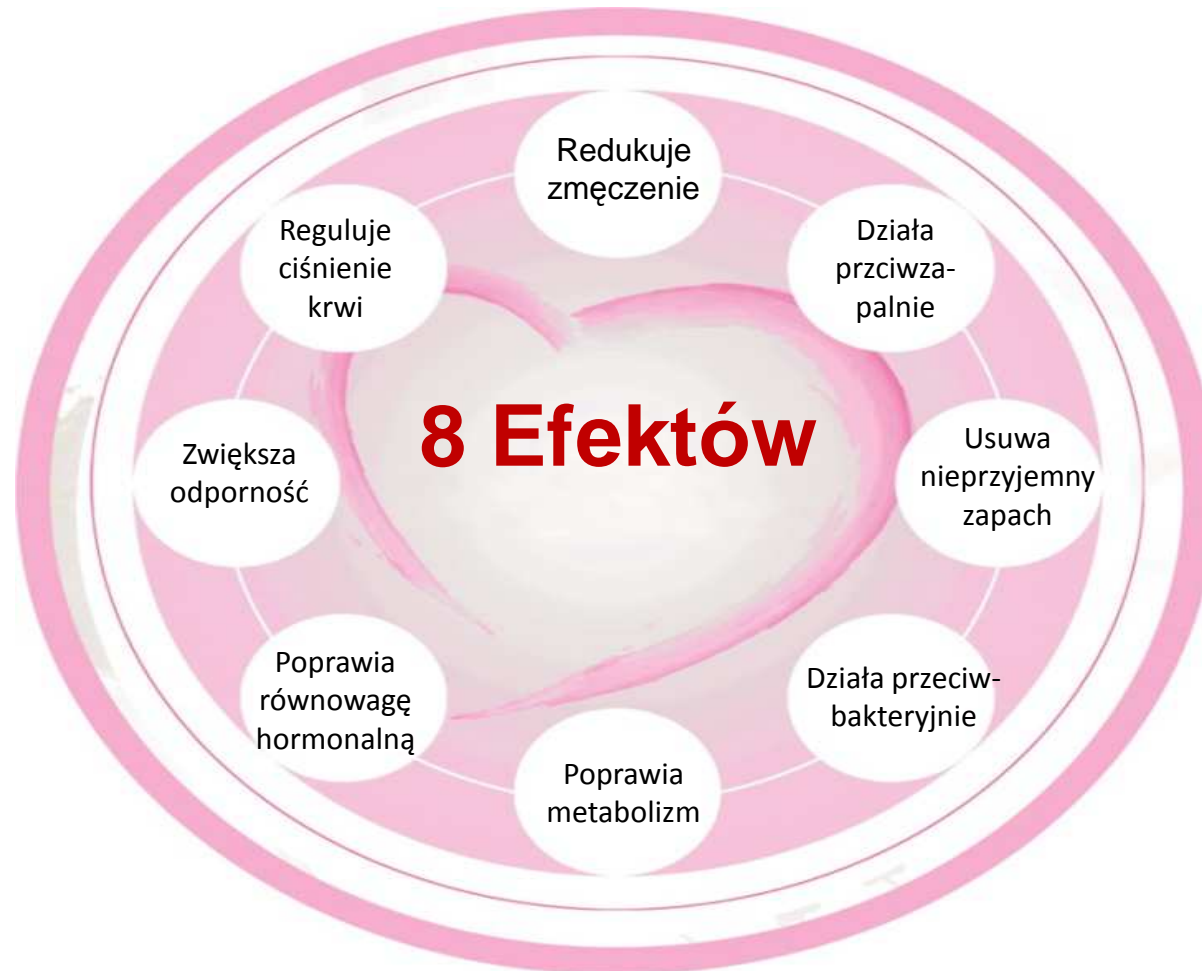 Redukuje
zmęczenie
Reguluje
ciśnienie
krwi
Działa
przciwza-
palnie
8 Efektów
Zwiększa
odporność
Usuwa
nieprzyjemny
zapach
Poprawia
równowagę
hormonalną
Działa przeciw-
bakteryjnie
Poprawia
metabolizm